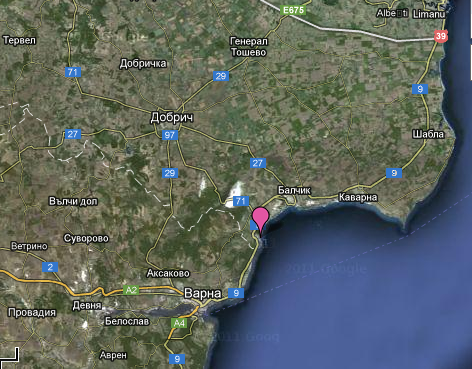 E675
Albești
Limanu
39
Тервел
Генерал
Тошево
Добричка
71
29
9
Добрич
27
97
Шабла
27
29
9
Балчик
Вълчи дол
71
Каварна
Суворово
Ветрино
2
Аксаково
2011 Google
A2
Варна
9
Девня
Провадия
Белослав
A4
2011 Goog
Аврен
9